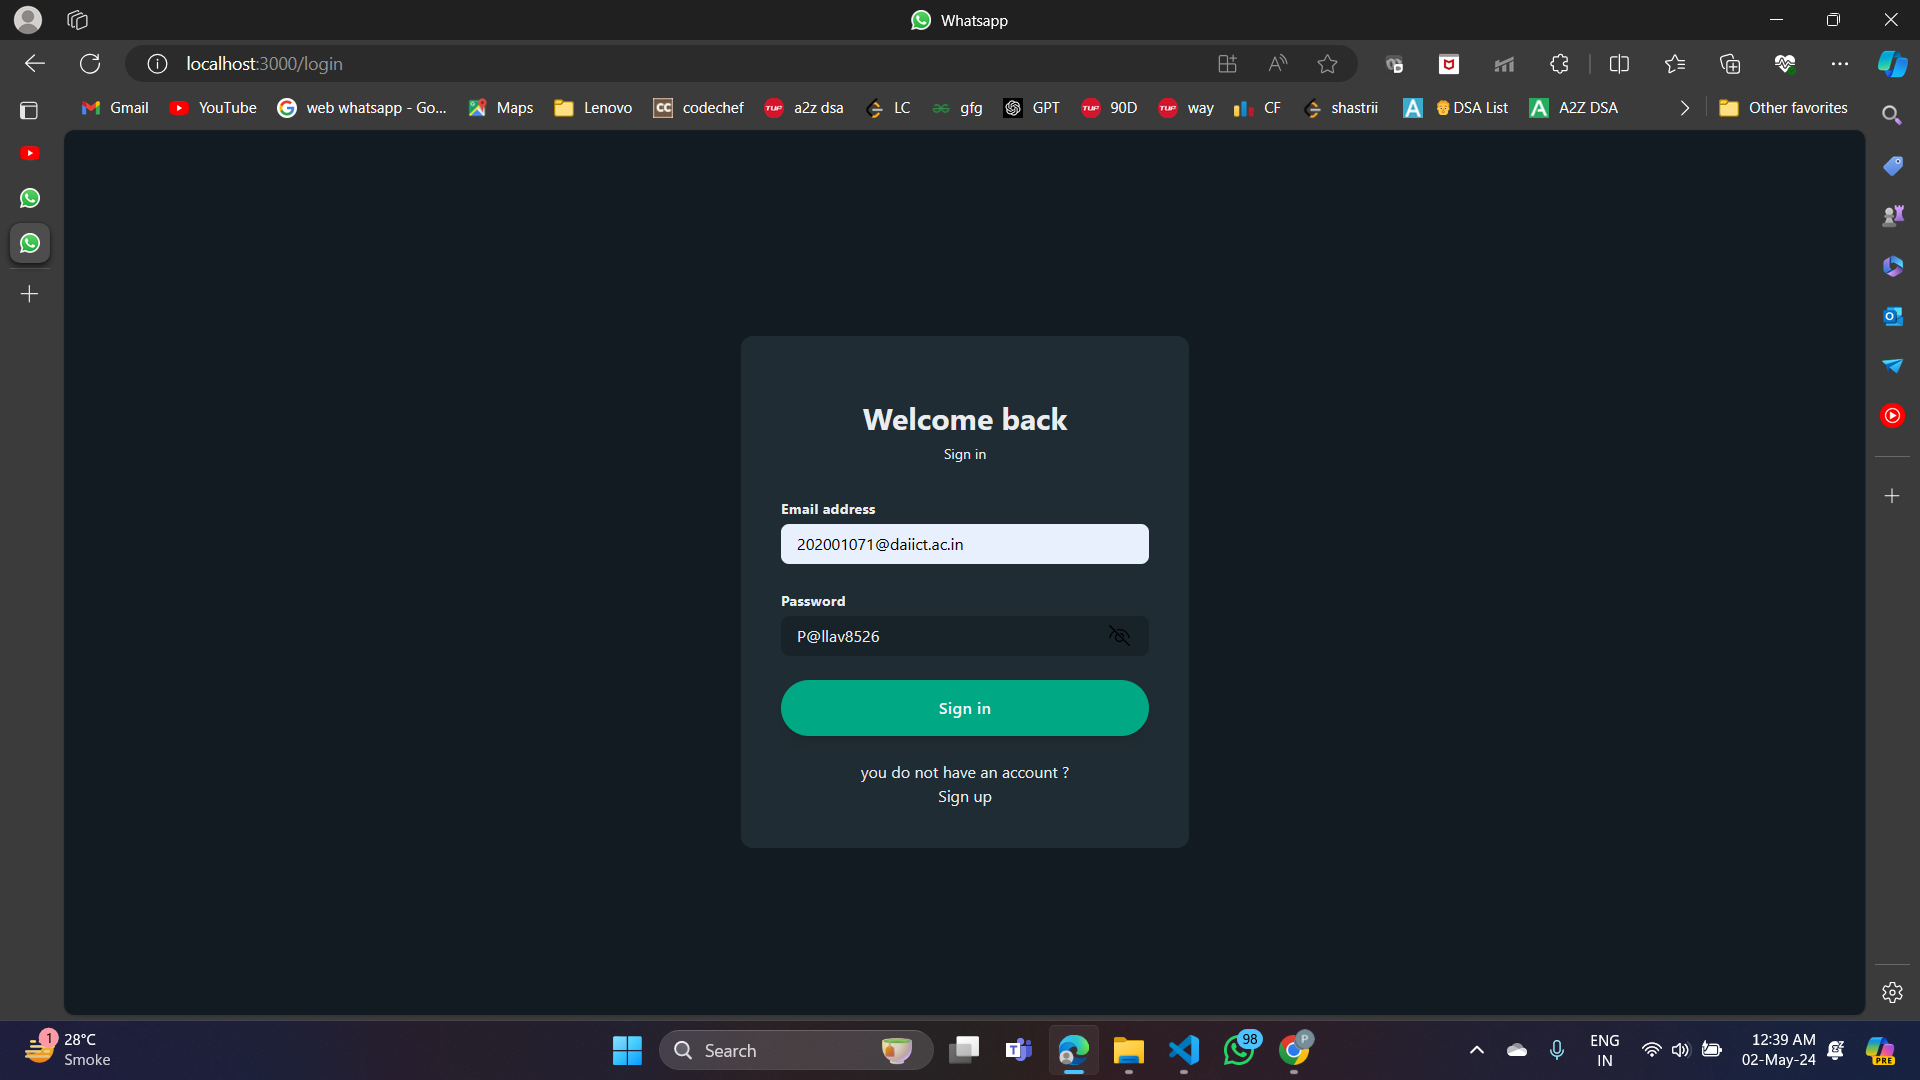 Whatsapp
localhost:3000/login
Gmail YouTube web whatsapp - Go... Maps Lenovo codechef a2z dsa LC gfg GPT 90D way CF shastrii DSA List A2Z DSA Other favorites
Welcome back
Sign in
Email address
202001071@daiict.ac.in
Password
P@llav8526
Sign in
you do not have an account ?
Sign up
1
28°C
Smoke
Search
98
P
ENG
IN
12:39 AM
02-May-24
PRE